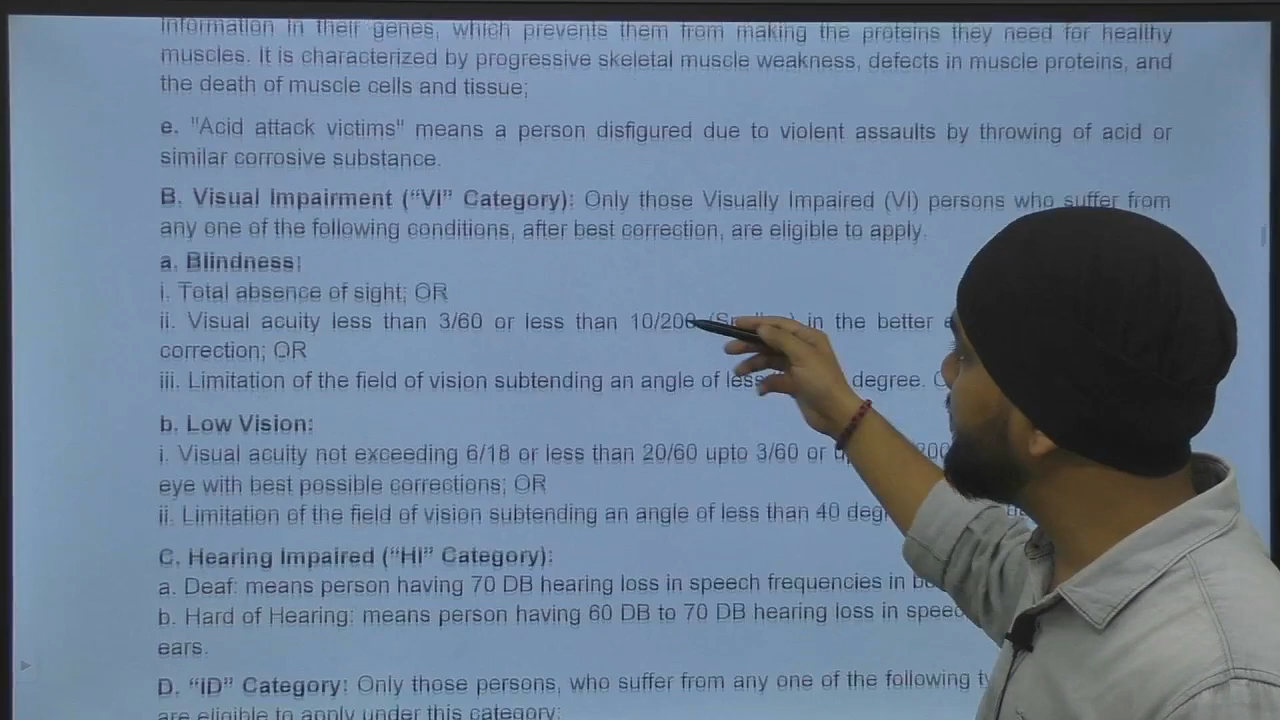 information in their genes, which prevents them from making the proteins they need for healthy
muscles. It is characterized by progressive skeletal muscle weakness, defects in muscle proteins, and
the death of muscle cells and tissue;
e. "Acid attack victims" means a person disfigured due to violent assaults by throwing of acid or
similar corrosive substance.
B. Visual Impairment (“VI” Category): Only those Visually Impaired (VI) persons who suffer from
any one of the following conditions, after best correction, are eligible to apply.
a. Blindness:
i. Total absence of sight; OR
ii. Visual acuity less than 3/60 or less than 10/200 in the better
correction; OR
iii. Limitation of the field of vision subtending an angle of less degree.
b. Low Vision:
i. Visual acuity not exceeding 6/18 or less than 20/60 upto 3/60 or
eye with best possible corrections; OR
ii. Limitation of the field of vision subtending an angle of less than 40
C. Hearing Impaired (“HI” Category):
a. Deaf: means person having 70 DB hearing loss in speech frequencies in
b. Hard of Hearing: means person having 60 DB to 70 DB hearing loss in
ears.
D. “ID” Category: Only those persons, who suffer from any one of the following
are eligible to apply under this category: